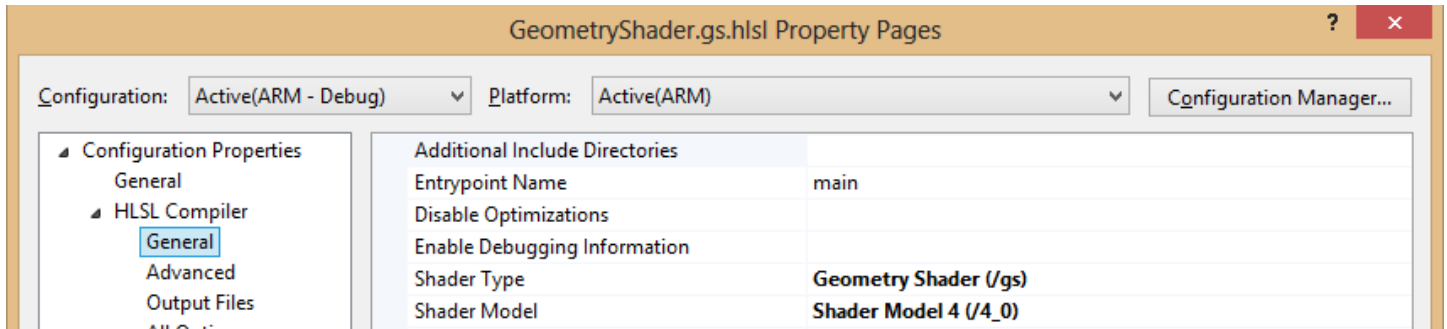 GeometryShader.gs.hlsl Property Pages ? ×
Configuration: Active(ARM - Debug) Platform: Active(ARM) Configuration Manager...
Configuration Properties
General
HLSL Compiler
General
Advanced
Output Files
Additional Include Directories
Entrypoint Name main
Disable Optimizations
Enable Debugging Information
Shader Type Geometry Shader (/gs)
Shader Model Shader Model 4 (/4_0)